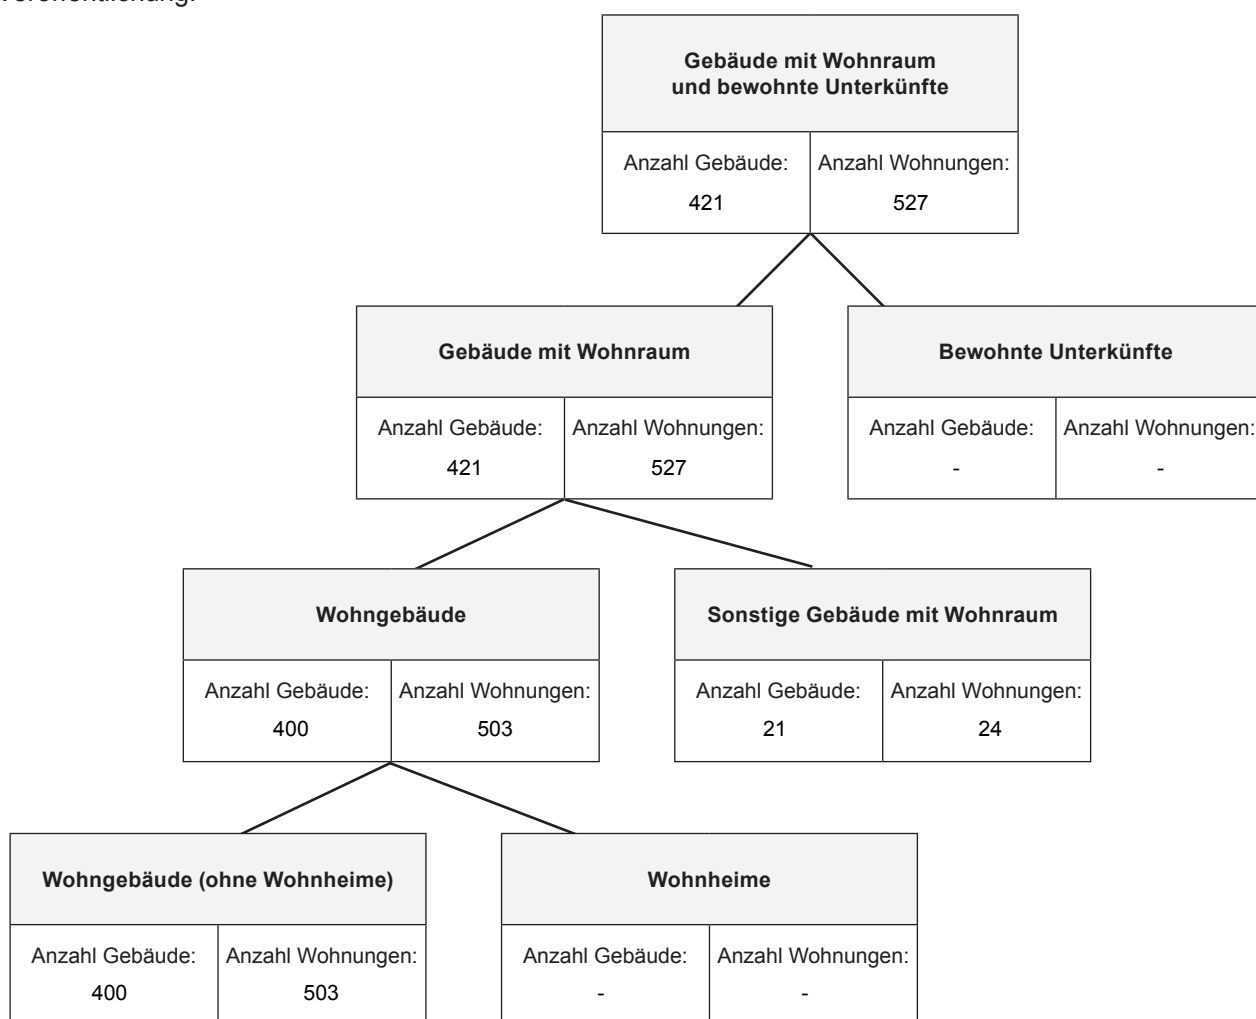 Veröffentlichung.
Gebäude mit Wohnraum
und bewohnte Unterkünfte
Anzahl Gebäude: Anzahl Wohnungen:
421 527
Gebäude mit Wohnraum Bewohnte Unterkünfte
Anzahl Gebäude: Anzahl Wohnungen: Anzahl Gebäude: Anzahl Wohnungen:
421 527 - -
Wohngebäude Sonstige Gebäude mit Wohnraum
Anzahl Gebäude: Anzahl Wohnungen: Anzahl Gebäude: Anzahl Wohnungen:
400 503 21 24
Wohngebäude (ohne Wohnheime) Wohnheime
Anzahl Gebäude: Anzahl Wohnungen: Anzahl Gebäude: Anzahl Wohnungen:
400 503 - -